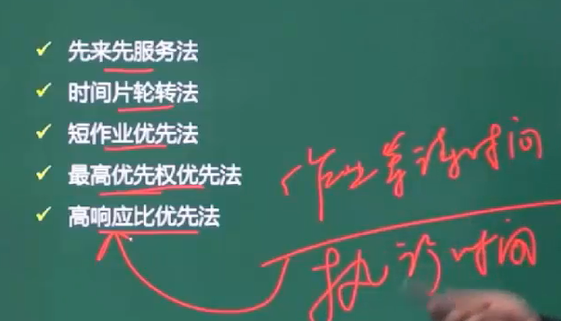 先来先服务法
时间片轮转法
短作业优先法
最高优先权优先法
高响应比优先法
作业等待时间
执行时间